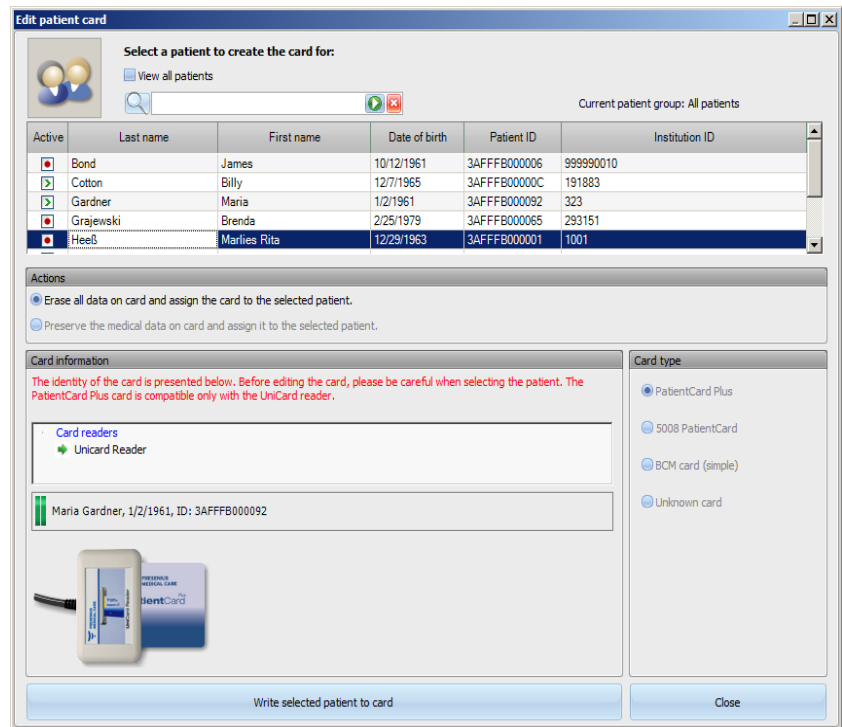 Edit patient card
Select a patient to create the card for:
View all patients
Current patient group: All patients
Active Last name First name Date of birth Patient ID Institution ID
Bond James 10/12/1961 3AFFFB000006 999990010
Cotton Billy 12/7/1965 3AFFFB00000C 191883
Gardner Maria 1/2/1961 3AFFFB000092 323
Grajewski Brenda 2/25/1979 3AFFFB000065 293151
Heeß Marlies Rita 12/29/1963 3AFFFB000001 1001
Actions
Erase all data on card and assign the card to the selected patient.
Preserve the medical data on card and assign it to the selected patient.
Card information
The identity of the card is presented below. Before editing the card, please be careful when selecting the patient. The
PatientCard Plus card is compatible only with the UniCard reader.
Card readers
Unicard Reader
Maria Gardner, 1/2/1961, ID: 3AFFFB000092
FRESENIUS
MEDICAL CARE
tientCard
Plus
UniCard Reader
FRESENIUS
MEDICAL CARE
Card type
PatientCard Plus
5008 PatientCard
BCM card (simple)
Unknown card
Write selected patient to card
Close